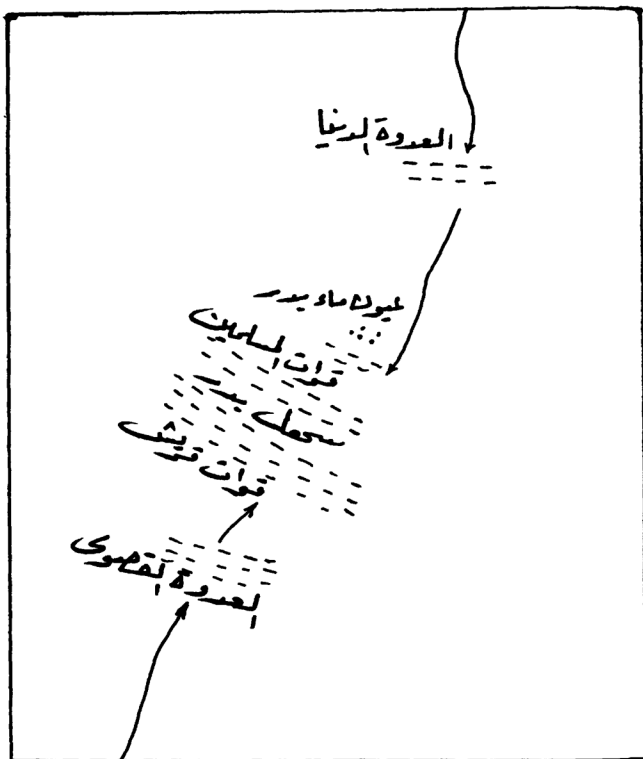 العدوة الدنيا
عيون ماء بدر
قوات المسلمين
سهل بدر
قوات قريش
العدوة القصوى